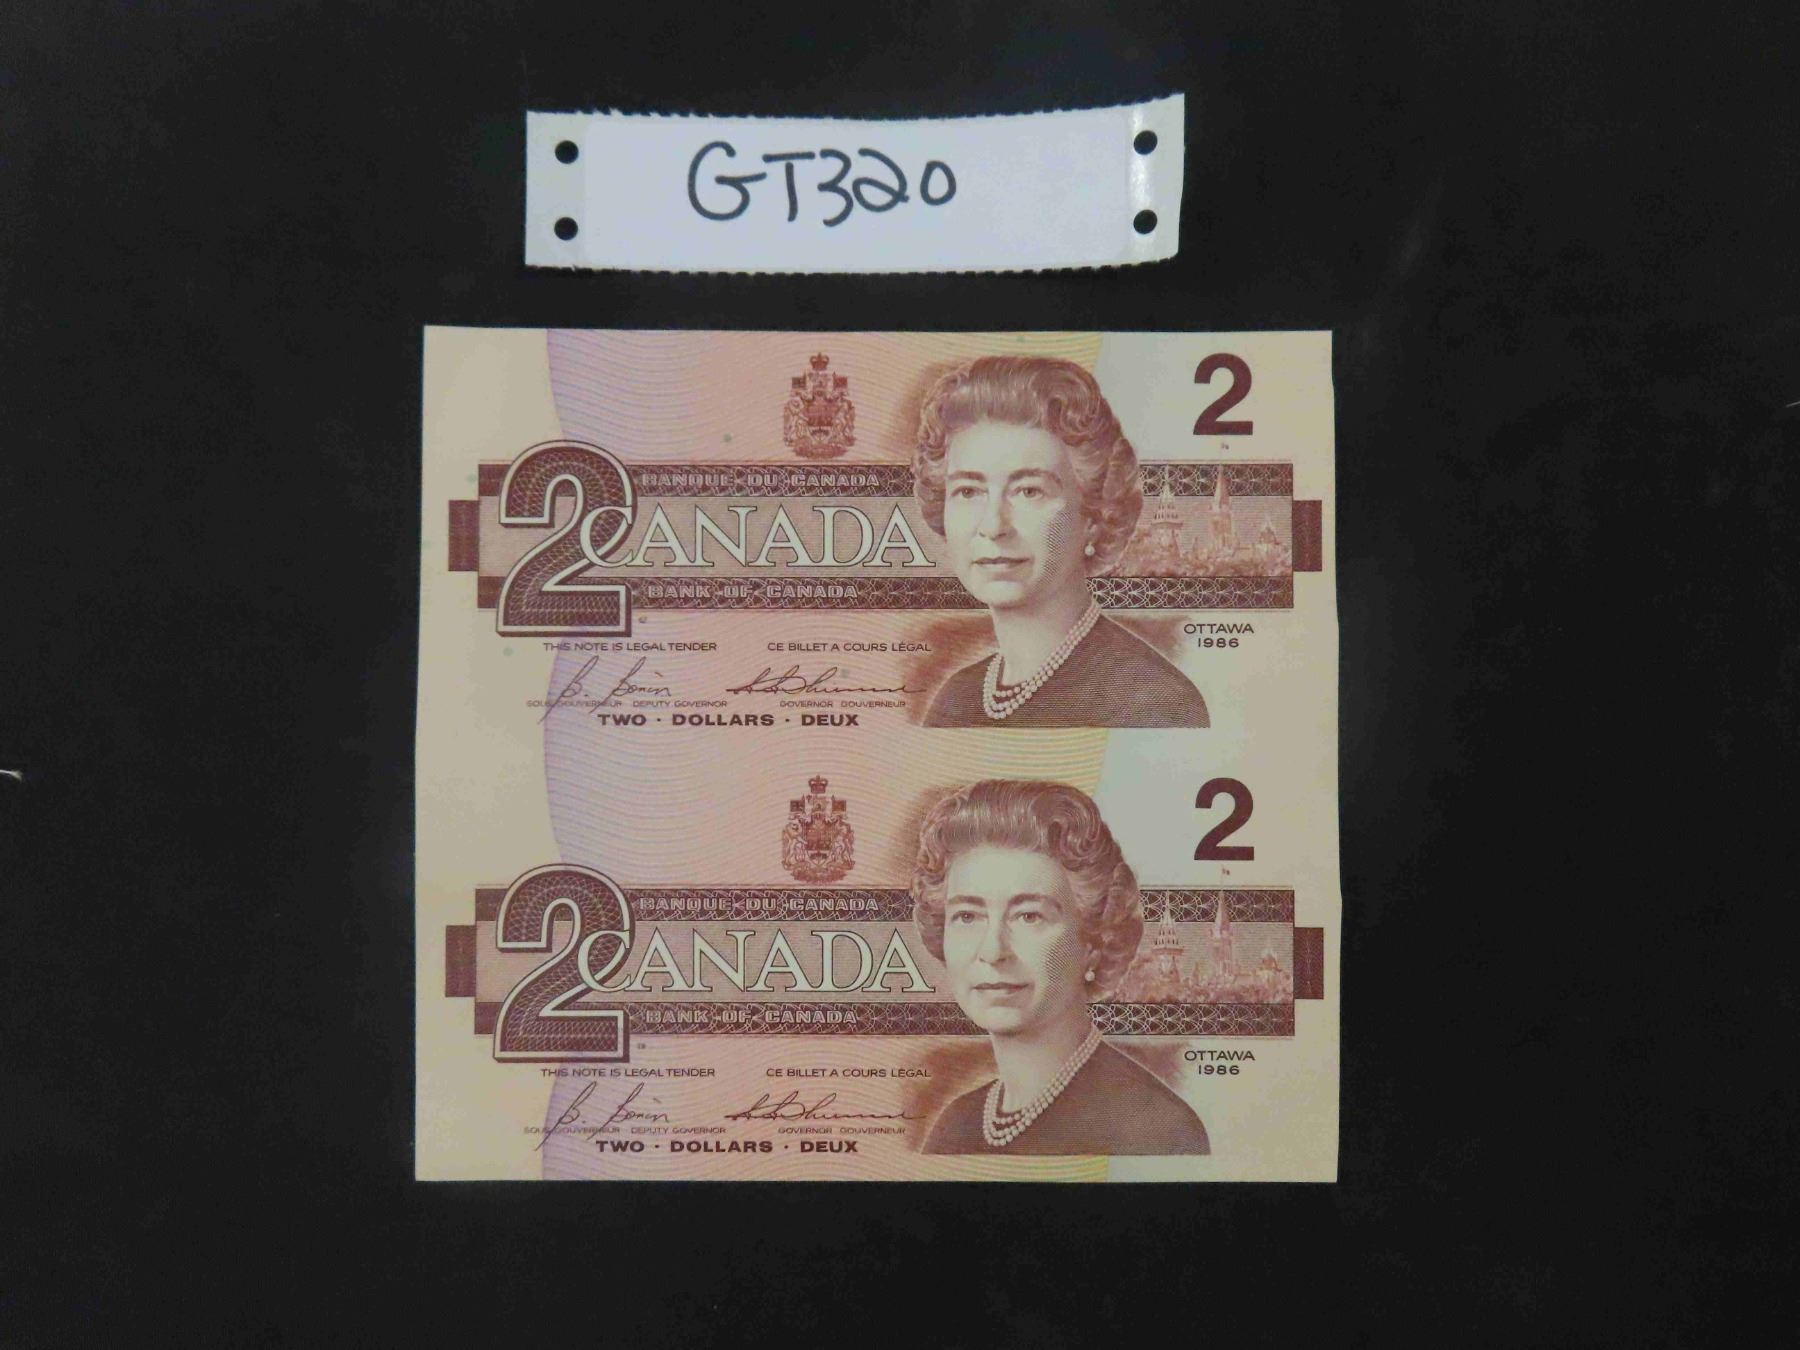 GT320
2
BANQUE DU CANADA
2 CANADA
BANK OF CANADA
OTTAWA
1986
THIS NOTE IS LEGAL TENDER CE BILLET A COURS LÉGAL
B. Bonin
SOUS-GOUVERNEUR DEPUTY GOVERNOR GOVERNOR GOUVERNEUR
TWO · DOLLARS · DEUX
2
BANQUE DU CANADA
2 CANADA
BANK OF CANADA
OTTAWA
1986
THIS NOTE IS LEGAL TENDER CE BILLET A COURS LÉGAL
B. Bonin
SOUS-GOUVERNEUR DEPUTY GOVERNOR GOVERNOR GOUVERNEUR
TWO · DOLLARS · DEUX